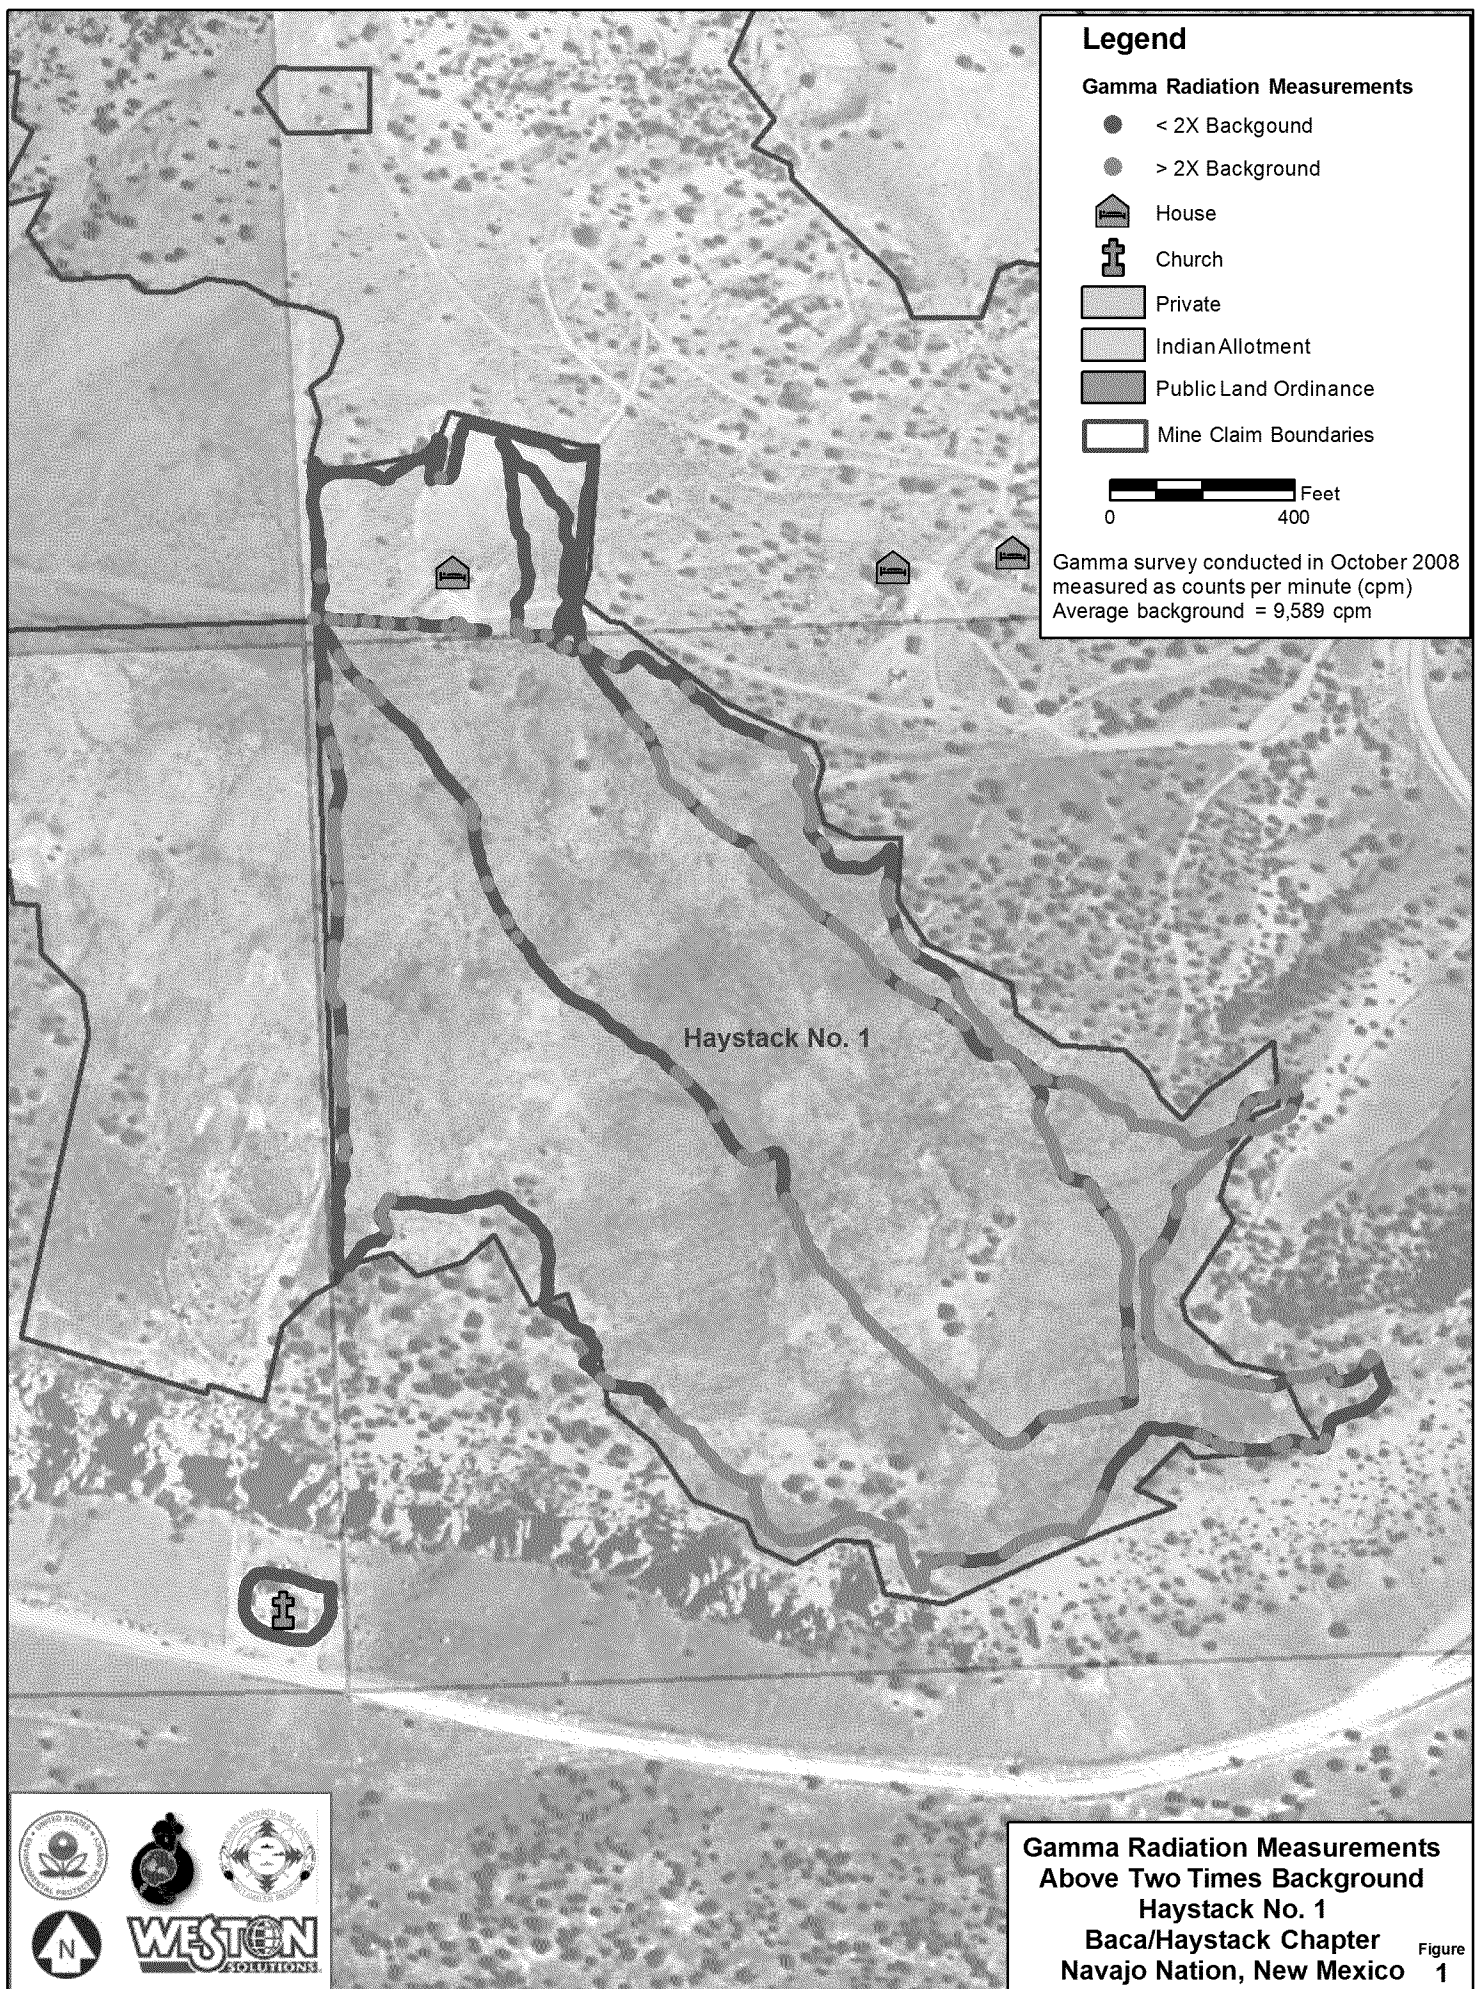 Legend
Gamma Radiation Measurements
< 2X Backgound
> 2X Background
House
Church
Private
Indian Allotment
Public Land Ordinance
Mine Claim Boundaries
Feet
0 400
Gamma survey conducted in October 2008
measured as counts per minute (cpm)
Average background = 9,589 cpm
Haystack No. 1
UNITED STATES
N
WESTON
SOLUTIONS
Gamma Radiation Measurements
Above Two Times Background
Haystack No. 1
Baca/Haystack Chapter
Navajo Nation, New Mexico
Figure
1